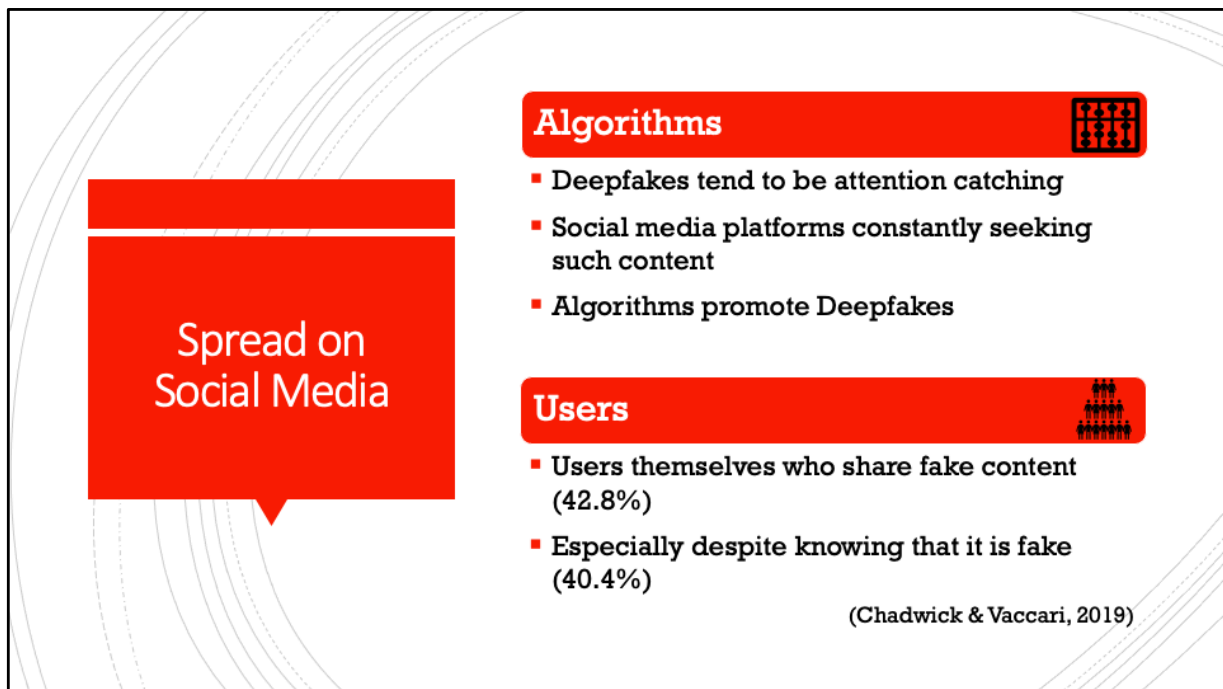 Spread on
Social Media
Algorithms
▪ Deepfakes tend to be attention catching
▪ Social media platforms constantly seeking
such content
▪ Algorithms promote Deepfakes
Users
▪ Users themselves who share fake content
(42.8%)
▪ Especially despite knowing that it is fake
(40.4%)
(Chadwick & Vaccari, 2019)